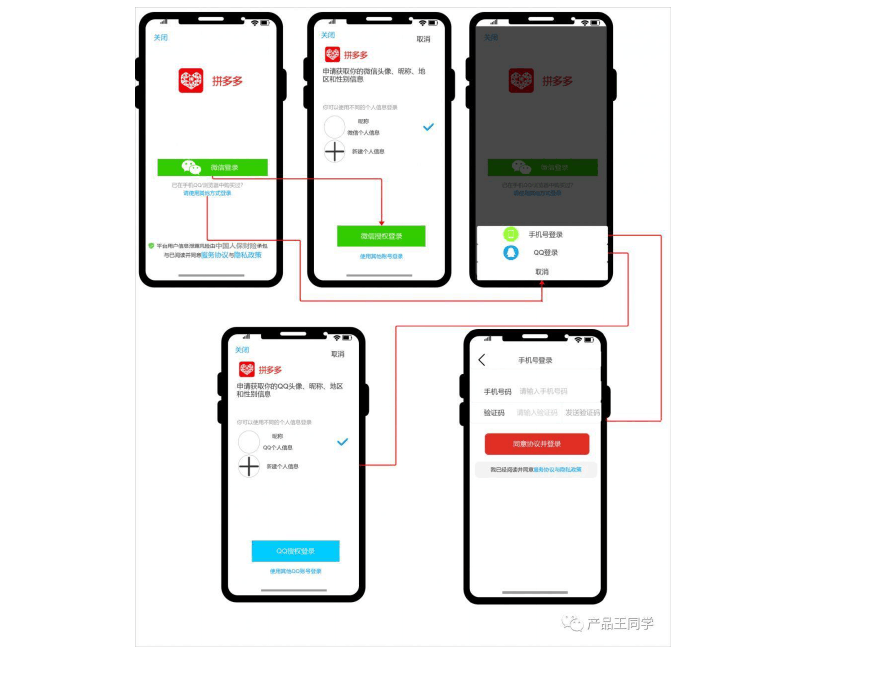 关闭
拼多多
微信登录
已在手机QQ浏览器中购买过?
请使用其他方式登录
平台用户信息泄漏风险由中国人保财险承保
与已阅读并同意服务协议与隐私政策
关闭
取消
拼多多
申请获取你的微信头像、昵称、地
区和性别信息
你可以使用不同的个人信息登录
昵称
微信个人信息
新建个人信息
微信授权登录
使用其他账号登录
关闭
拼多多
微信登录
手机号登录
QQ登录
取消
关闭
取消
拼多多
申请获取你的QQ头像、昵称、地区
和性别信息
你可以使用不同的个人信息登录
昵称
QQ个人信息
新建个人信息
QQ授权登录
使用其他QQ账号登录
手机号登录
手机号码 请输入手机号码
验证码 请输入验证码 发送验证码
同意协议并登录
我已经阅读并同意服务协议与隐私政策
产品王同学